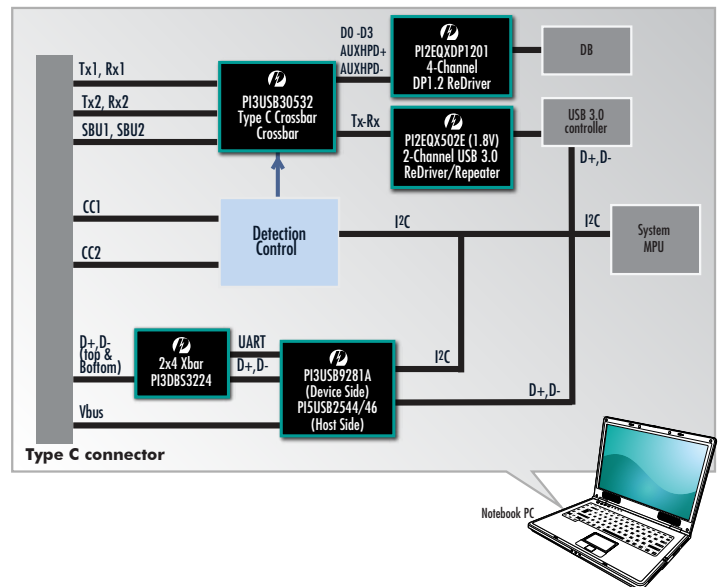 D0 -D3
AUXHPD+
AUXHPD-
PI2EQXDP1201
4-Channel
DP1.2 ReDriver
DB
Tx1, Rx1
Tx2, Rx2
SBU1, SBU2
PI3USB30532
Type C Crossbar
Crossbar
Tx-Rx
PI2EQX502E (1.8V)
2-Channel USB 3.0
ReDriver/Repeater
USB 3.0
controller
D+,D-
CC1
CC2
Detection
Control
I2C
I2C
System
MPU
D+,D-
(top &
Bottom)
2x4 Xbar
PI3DBS3224
UART
D+,D-
PI3USB9281A
(Device Side)
PI5USB2544/46
(Host Side)
I2C
D+,D-
Vbus
Type C connector
Notebook PC